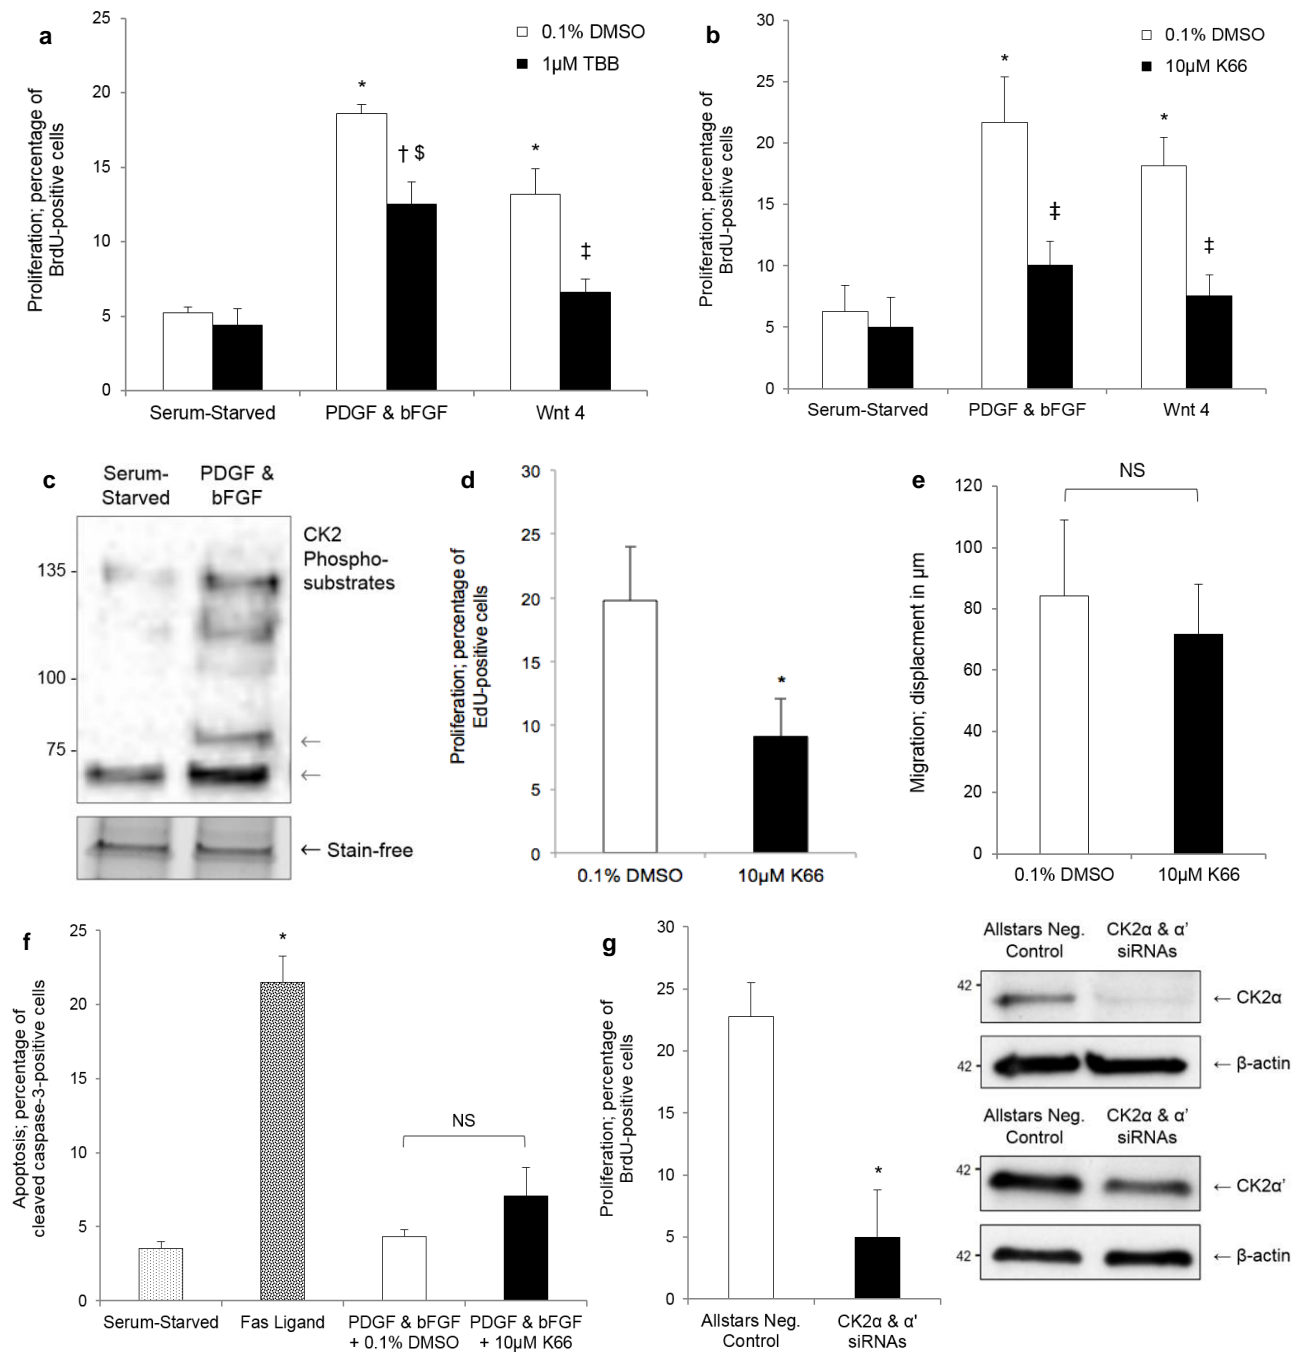 a
0.1% DMSO
1µM TBB
Proliferation; percentage of
BrdU-positive cells
25
20
15
10
5
0
*
† $
*
‡
Serum-Starved
PDGF & bFGF
Wnt 4
b
0.1% DMSO
10µM K66
Proliferation; percentage of
BrdU-positive cells
30
25
20
15
10
5
0
*
‡
*
‡
Serum-Starved
PDGF & bFGF
Wnt 4
c
Serum-
Starved
PDGF &
bFGF
CK2
Phospho-
substrates
135
100
75
←
←
← Stain-free
d
Proliferation; percentage of
EdU-positive cells
30
25
20
15
10
5
0
*
0.1% DMSO
10µM K66
e
Migration; displacment in µm
120
100
80
60
40
20
0
NS
0.1% DMSO
10µM K66
f
Apoptosis; percentage of
cleaved caspase-3-positive cells
25
20
15
10
5
0
*
NS
Serum-Starved
Fas Ligand
PDGF & bFGF
+ 0.1% DMSO
PDGF & bFGF
+ 10µM K66
g
Proliferation; percentage of
BrdU-positive cells
30
25
20
15
10
5
0
*
Allstars Neg.
Control
CK2α & α'
siRNAs
Allstars Neg.
Control
CK2α & α'
siRNAs
42
← CK2α
42
← β-actin
Allstars Neg.
Control
CK2α & α'
siRNAs
42
← CK2α'
42
← β-actin